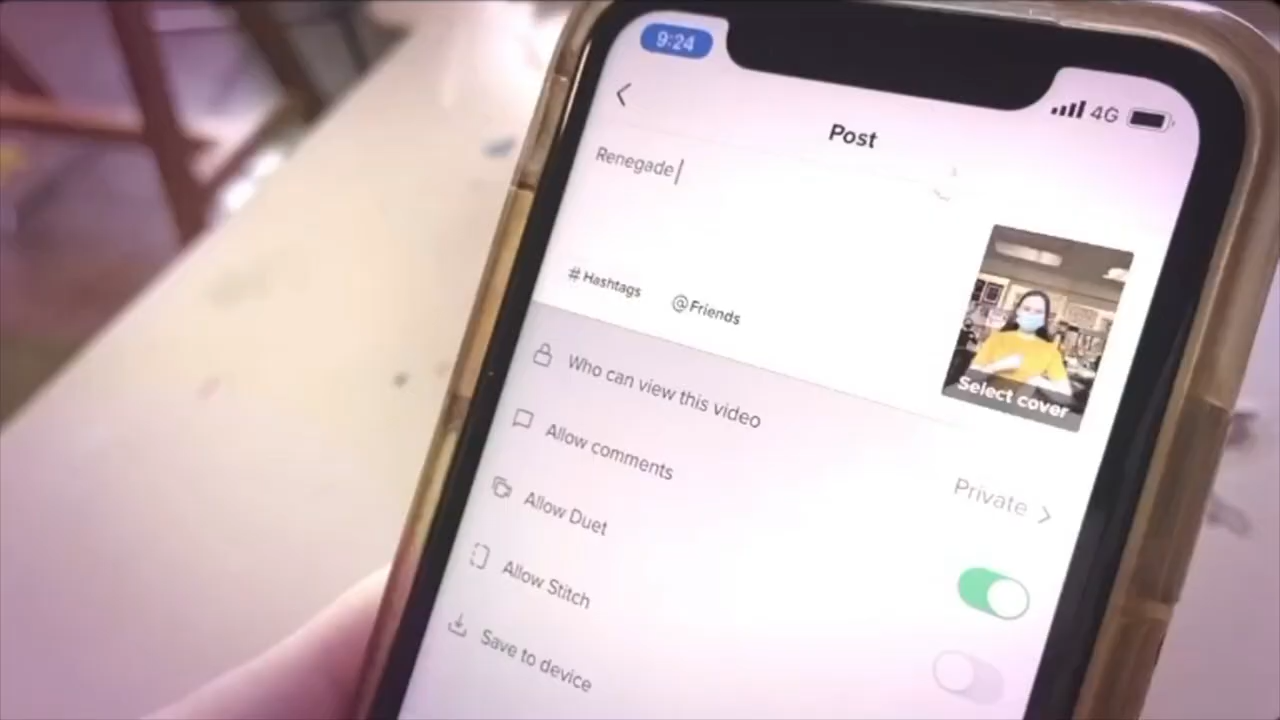 9:24
4G
Post
Renegade
Select cover
# Hashtags @Friends
Who can view this video
Private >
Allow comments
Allow Duet
Allow Stitch
Save to device